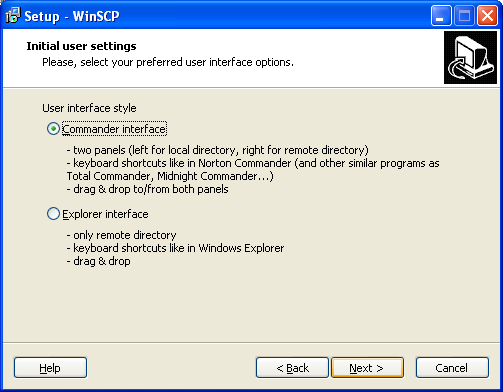 Setup - WinSCP
Initial user settings
Please, select your preferred user interface options.
User interface style
Commander interface
- two panels (left for local directory, right for remote directory)
- keyboard shortcuts like in Norton Commander (and other similar programs as
Total Commander, Midnight Commander...)
- drag & drop to/from both panels
Explorer interface
- only remote directory
- keyboard shortcuts like in Windows Explorer
- drag & drop
Help
< Back
Next >
Cancel